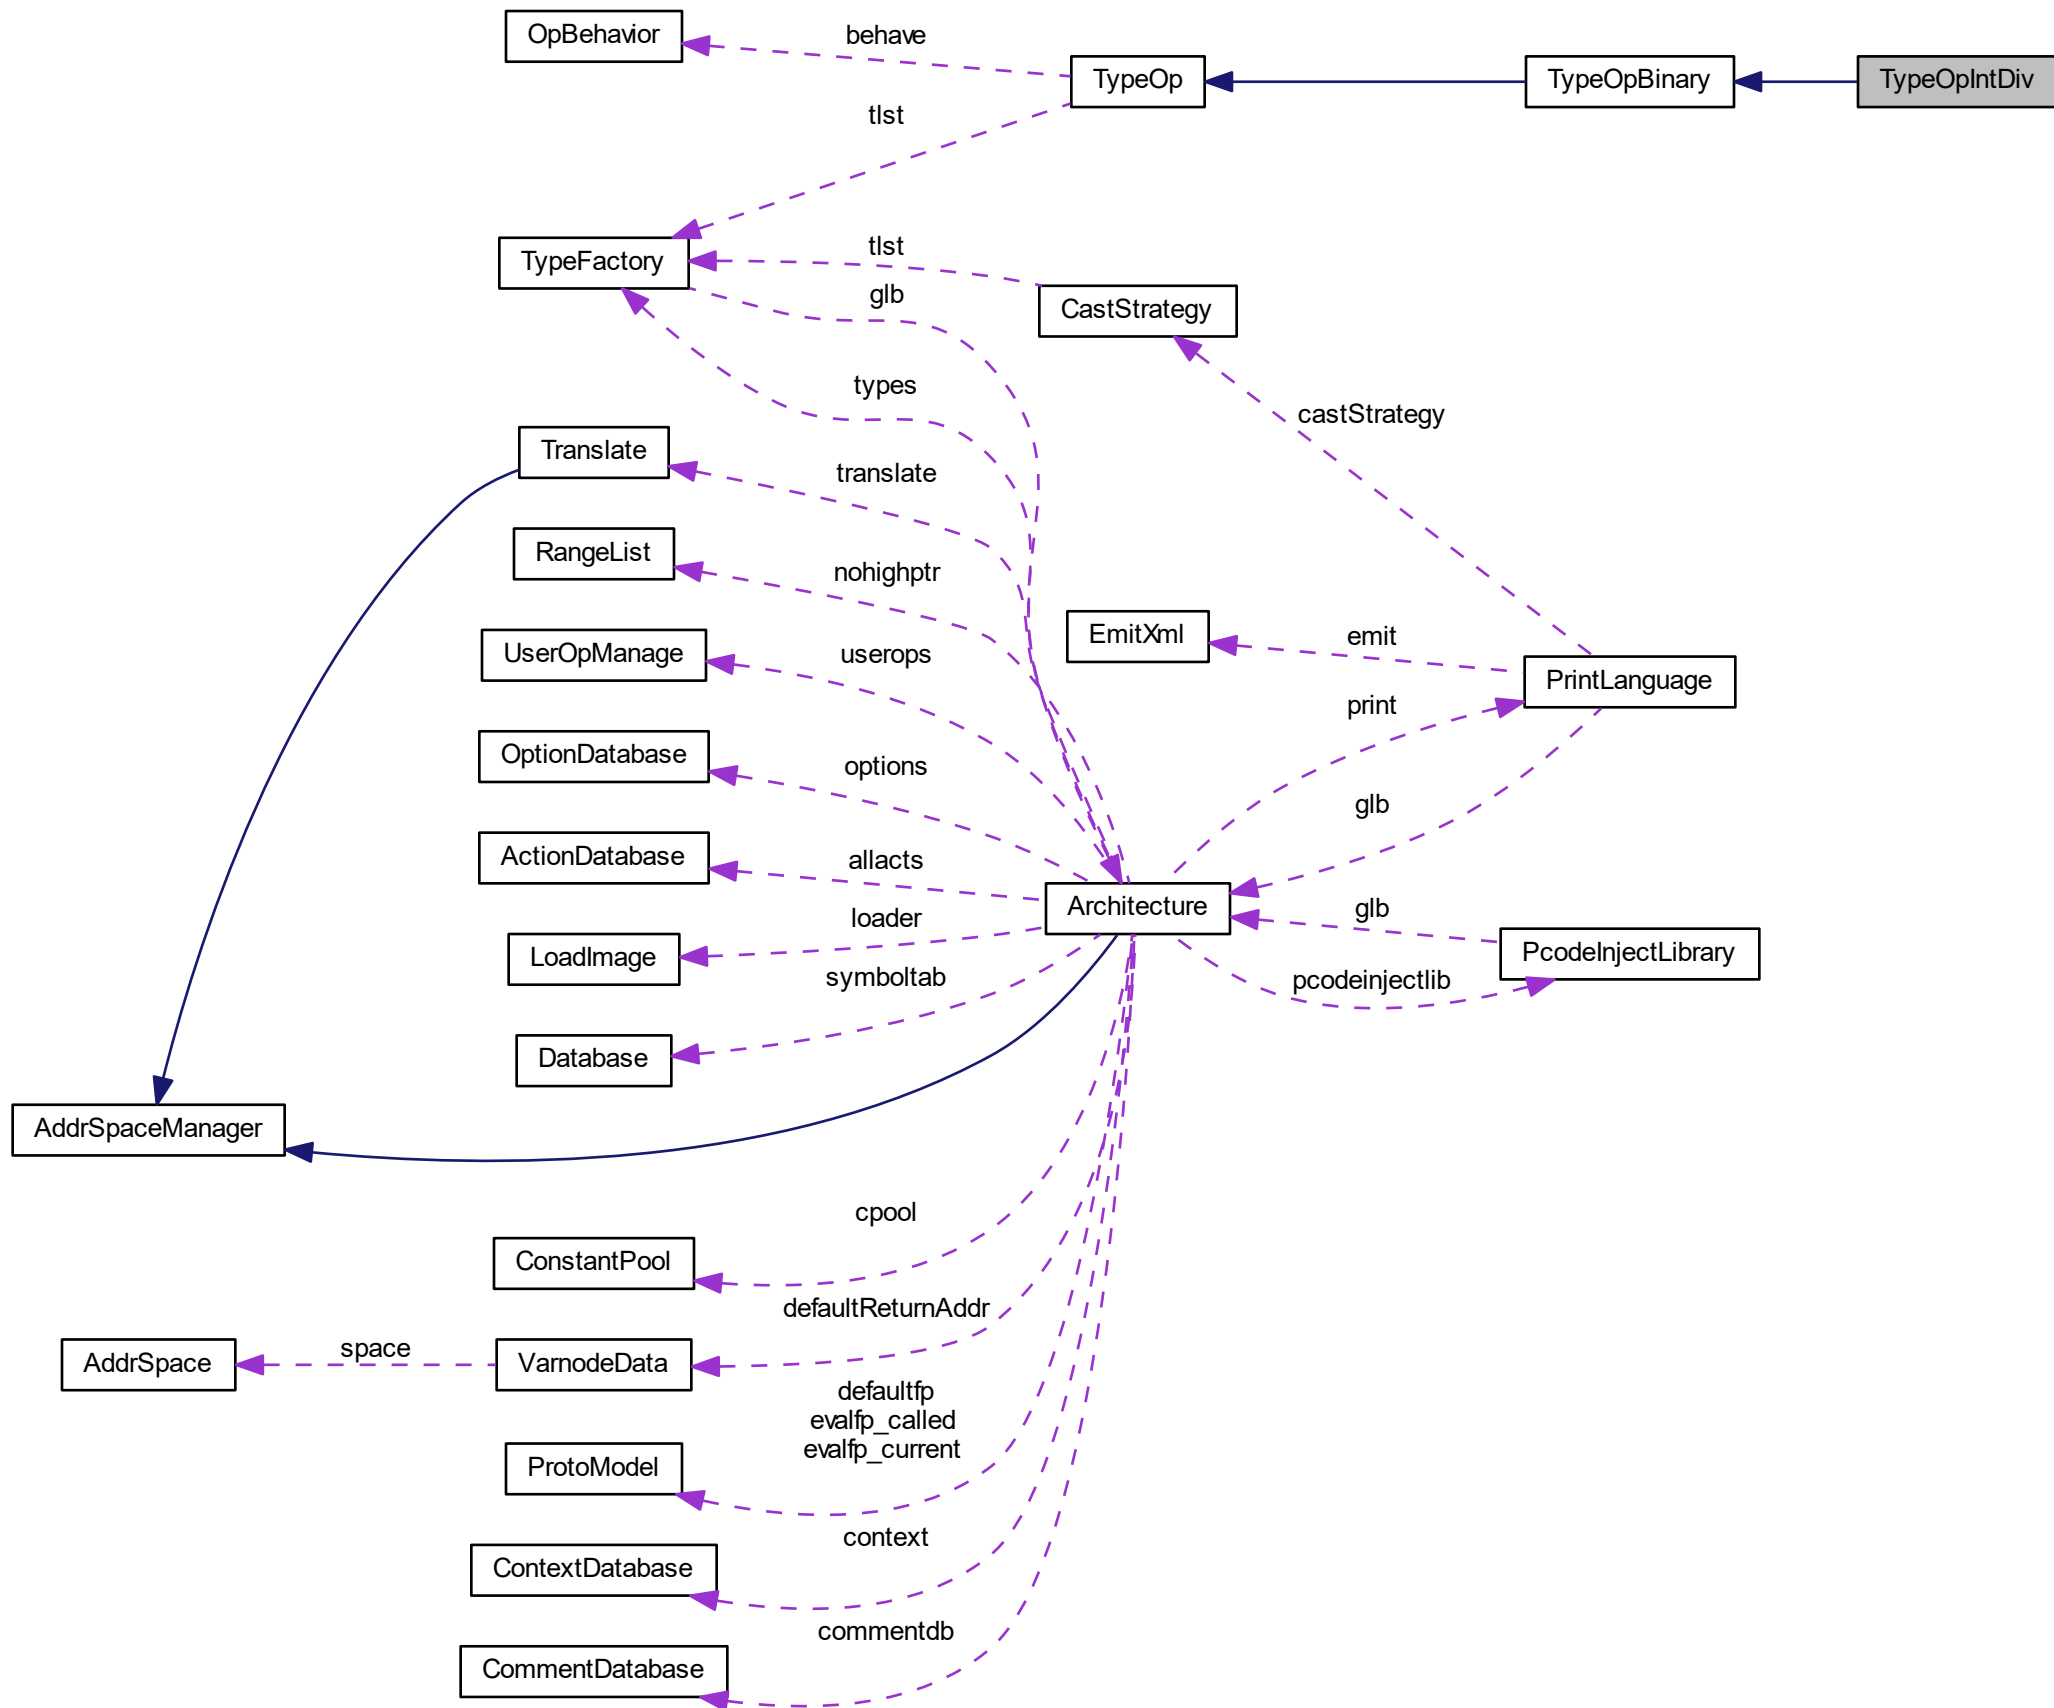 OpBehavior
behave
TypeOp
TypeOpBinary
TypeOpIntDiv
tlst
TypeFactory
tlst
glb
CastStrategy
types
castStrategy
Translate
translate
RangeList
nohighptr
UserOpManage
userops
EmitXml
emit
PrintLanguage
print
OptionDatabase
options
glb
ActionDatabase
allacts
Architecture
glb
LoadImage
loader
PcodeInjectLibrary
symboltab
pcodeinjectlib
Database
AddrSpaceManager
cpool
ConstantPool
defaultReturnAddr
AddrSpace
space
VarnodeData
defaultfp
evalfp_called
evalfp_current
ProtoModel
context
ContextDatabase
commentdb
CommentDatabase